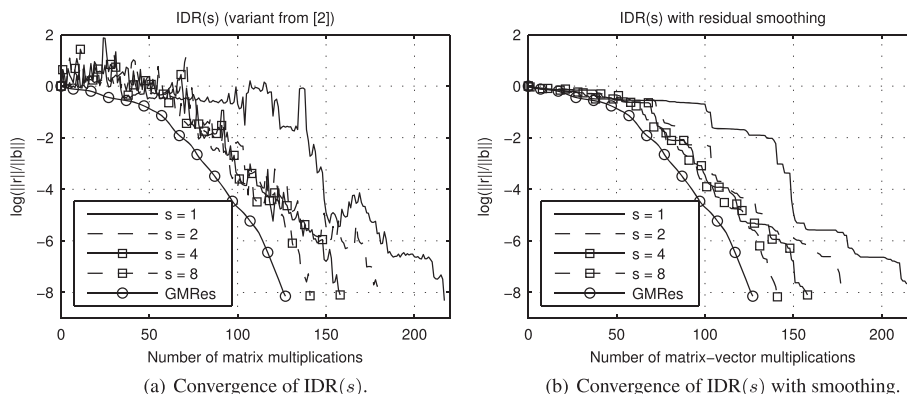 IDR(s) (variant from [2])
2
0
−2
−4
−6
−8
log(||r||/||b||)
s = 1
s = 2
s = 4
s = 8
GMRes
0 50 100 150 200
Number of matrix multiplications
(a) Convergence of IDR(s).
IDR(s) with residual smoothing
2
0
−2
−4
−6
−8
log(||r||/||b||)
s = 1
s = 2
s = 4
s = 8
GMRes
0 50 100 150 200
Number of matrix−vector multiplications
(b) Convergence of IDR(s) with smoothing.